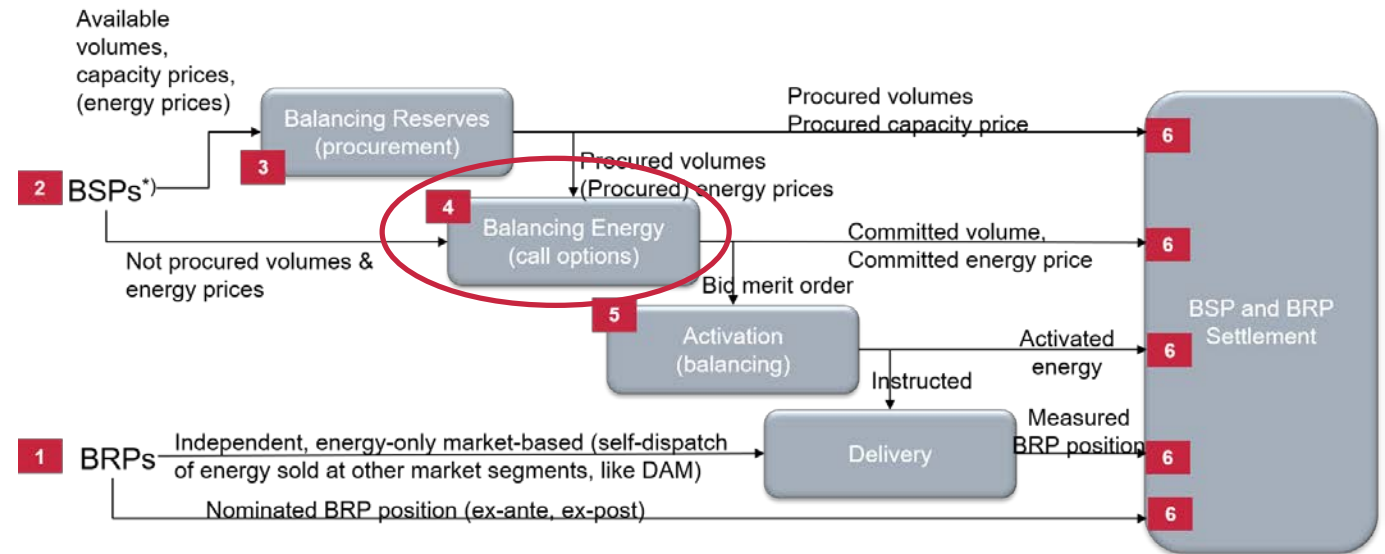 Available
volumes,
capacity prices,
(energy prices)
Balancing Reserves
(procurement)
3
Procured volumes
Procured capacity price
6
2
BSPs*)
Procured volumes
(Procured) energy prices
4
Balancing Energy
(call options)
Not procured volumes &
energy prices
Committed volume,
Committed energy price
6
Bid merit order
5
Activation
(balancing)
Activated
energy
6
BSP and BRP
Settlement
Instructed
1
BRPs
Independent, energy-only market-based (self-dispatch
of energy sold at other market segments, like DAM)
Delivery
Measured
BRP position
6
Nominated BRP position (ex-ante, ex-post)
6